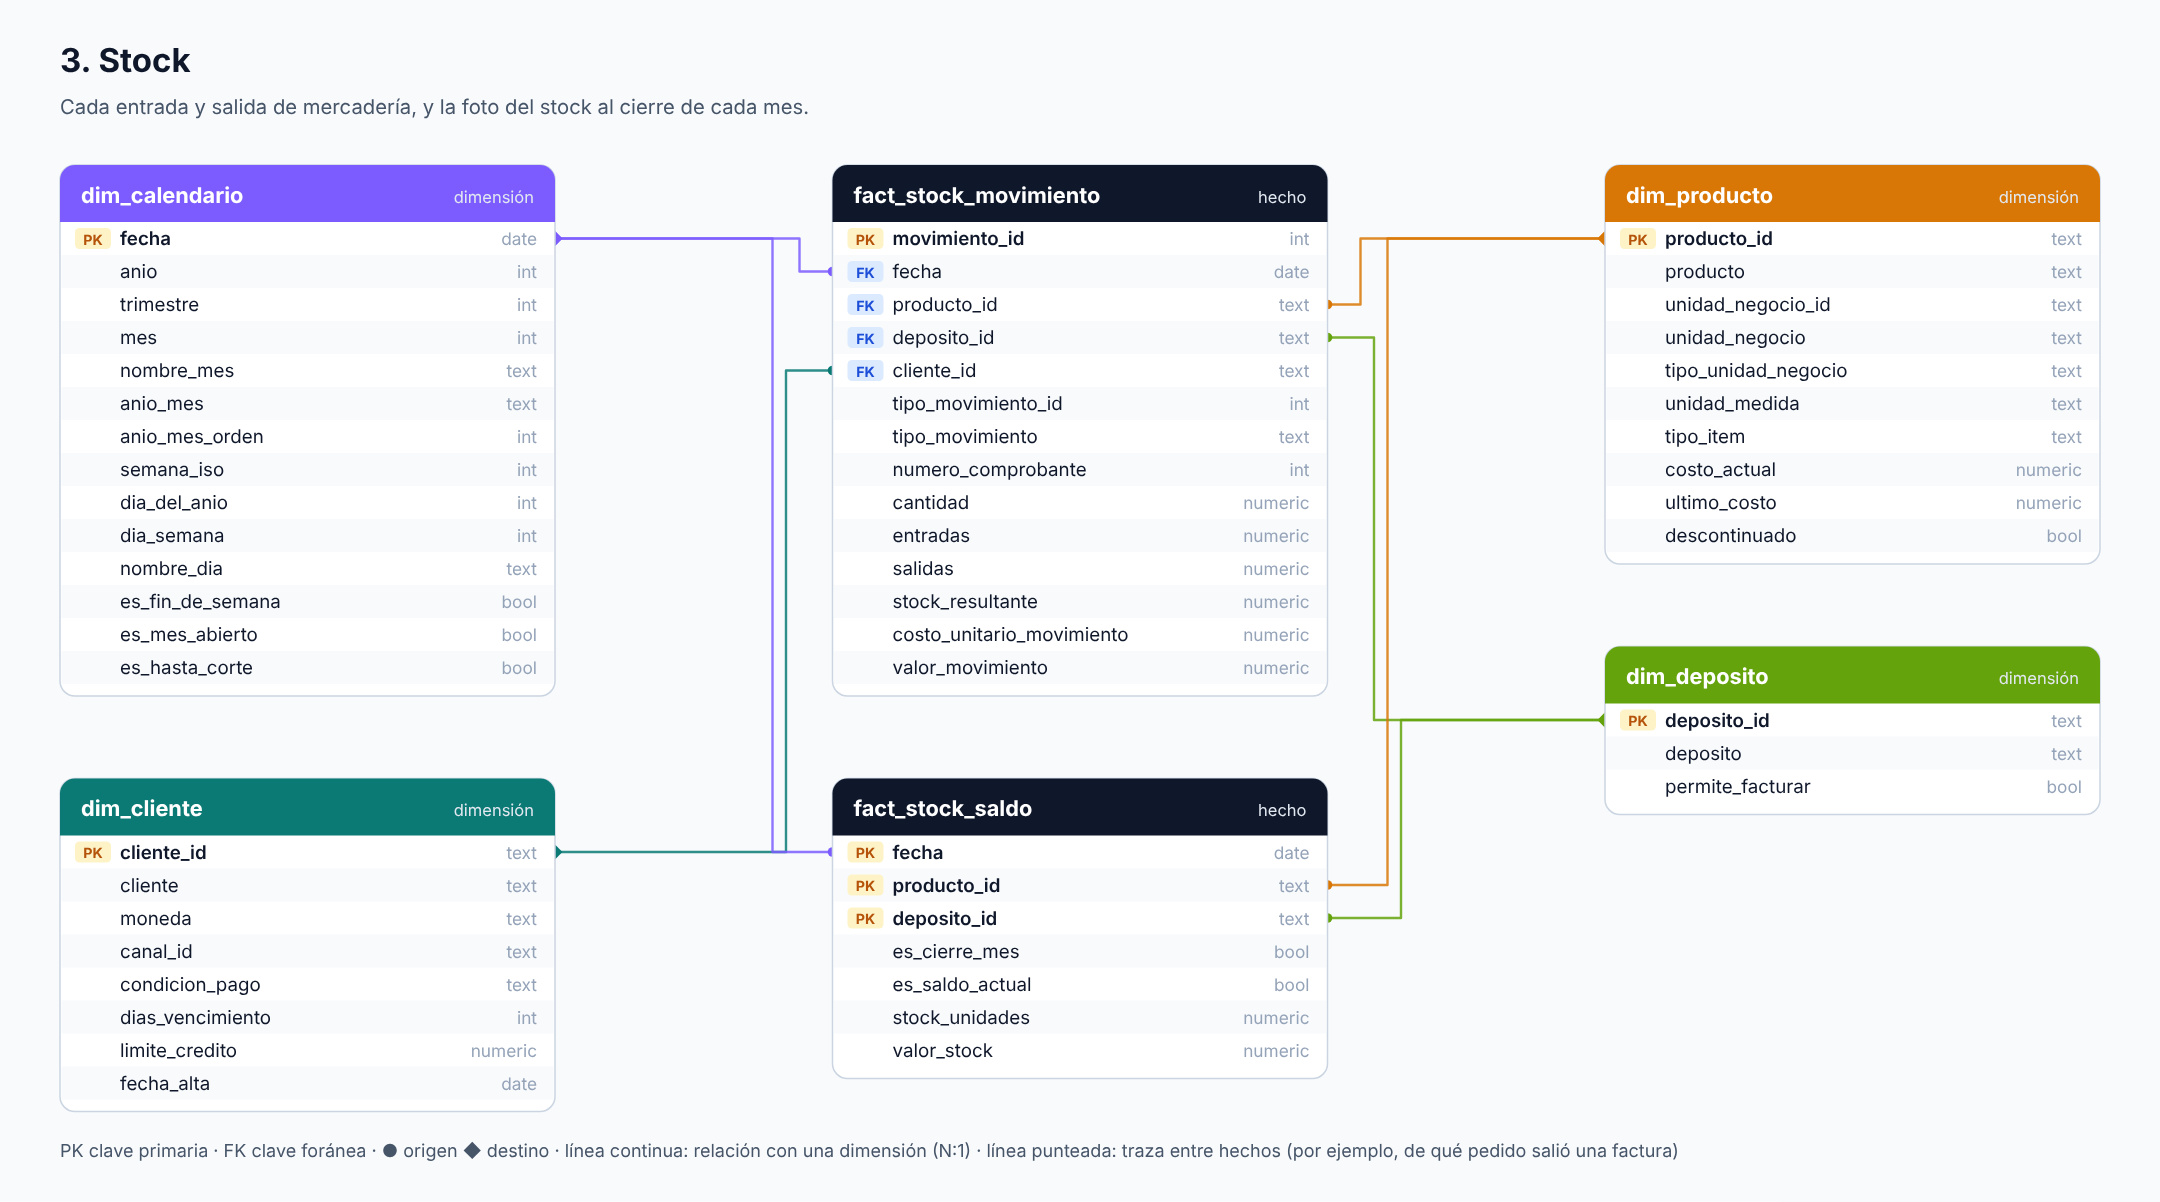 3. Stock
Cada entrada y salida de mercadería, y la foto del stock al cierre de cada mes.
dim_calendario dimensión
PK fecha date
anio int
trimestre int
mes int
nombre_mes text
anio_mes text
anio_mes_orden int
semana_iso int
dia_del_anio int
dia_semana int
nombre_dia text
es_fin_de_semana bool
es_mes_abierto bool
es_hasta_corte bool
fact_stock_movimiento hecho
PK movimiento_id int
FK fecha date
FK producto_id text
FK deposito_id text
FK cliente_id text
tipo_movimiento_id int
tipo_movimiento text
numero_comprobante int
cantidad numeric
entradas numeric
salidas numeric
stock_resultante numeric
costo_unitario_movimiento numeric
valor_movimiento numeric
dim_producto dimensión
PK producto_id text
producto text
unidad_negocio_id text
unidad_negocio text
tipo_unidad_negocio text
unidad_medida text
tipo_item text
costo_actual numeric
ultimo_costo numeric
descontinuado bool
dim_deposito dimensión
PK deposito_id text
deposito text
permite_facturar bool
dim_cliente dimensión
PK cliente_id text
cliente text
moneda text
canal_id text
condicion_pago text
dias_vencimiento int
limite_credito numeric
fecha_alta date
fact_stock_saldo hecho
PK fecha date
PK producto_id text
PK deposito_id text
es_cierre_mes bool
es_saldo_actual bool
stock_unidades numeric
valor_stock numeric
PK clave primaria · FK clave foránea · ● origen ◆ destino · línea continua: relación con una dimensión (N:1) · línea punteada: traza entre hechos (por ejemplo, de qué pedido salió una factura)